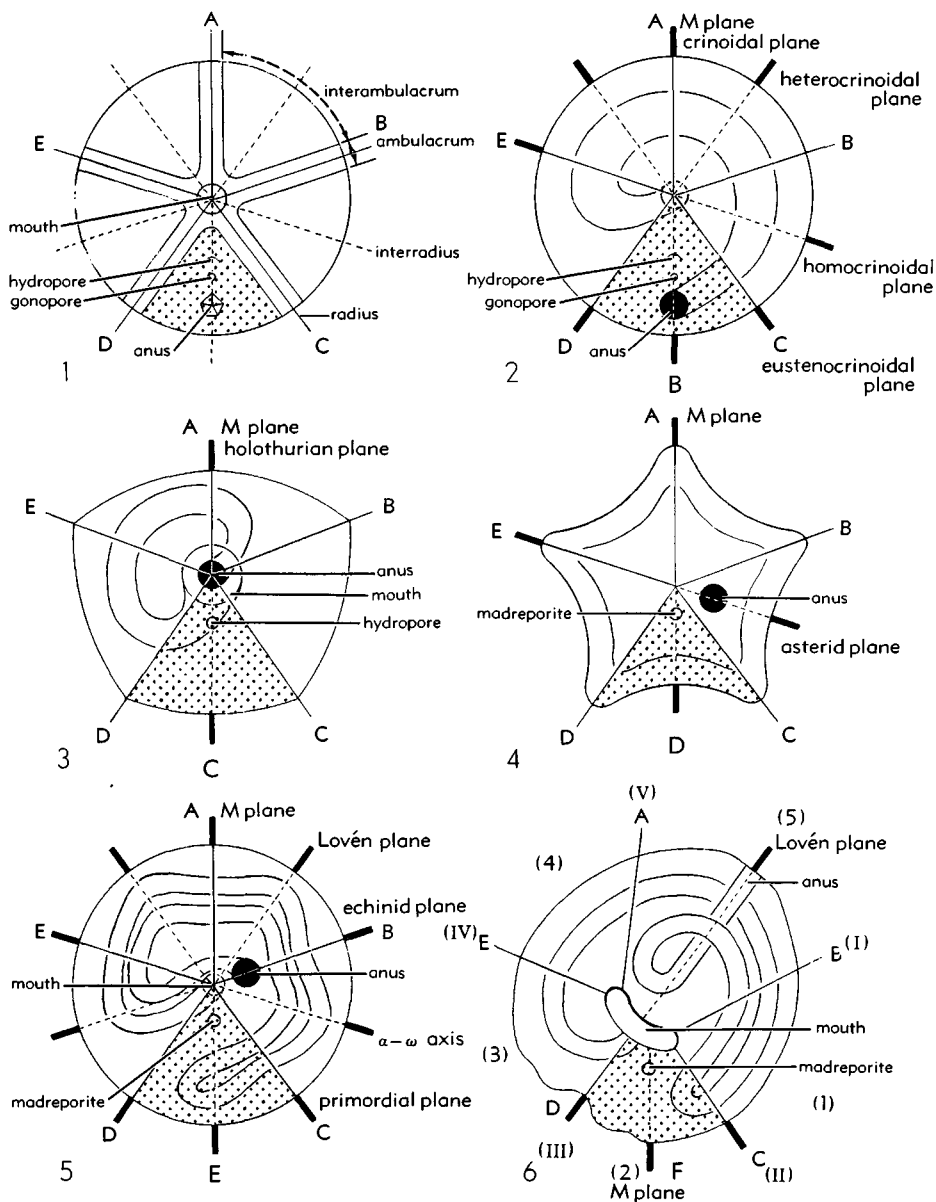 A
interambulacrum
B
ambulacrum
E
mouth
interradius
hydropore
gonopore
radius
D
anus
C
1
A M plane
crinoidal plane
heterocrinoidal
plane
E
B
homocrinoidal
plane
hydropore
gonopore
D
anus
C
eustenocrinoidal
plane
2
B
A M plane
holothurian plane
E
B
anus
mouth
hydropore
D
C
3
C
A M plane
E
B
madreporite
anus
asterid plane
D
C
4
D
A M plane
Lovén plane
echinid plane
E
B
mouth
anus
α–ω axis
madreporite
primordial plane
D
C
5
E
(V)
A
(5)
Lovén plane
(4)
anus
(IV) E
B (I)
mouth
(3)
madreporite
(1)
D
(III)
C (II)
6
(2) F
M plane